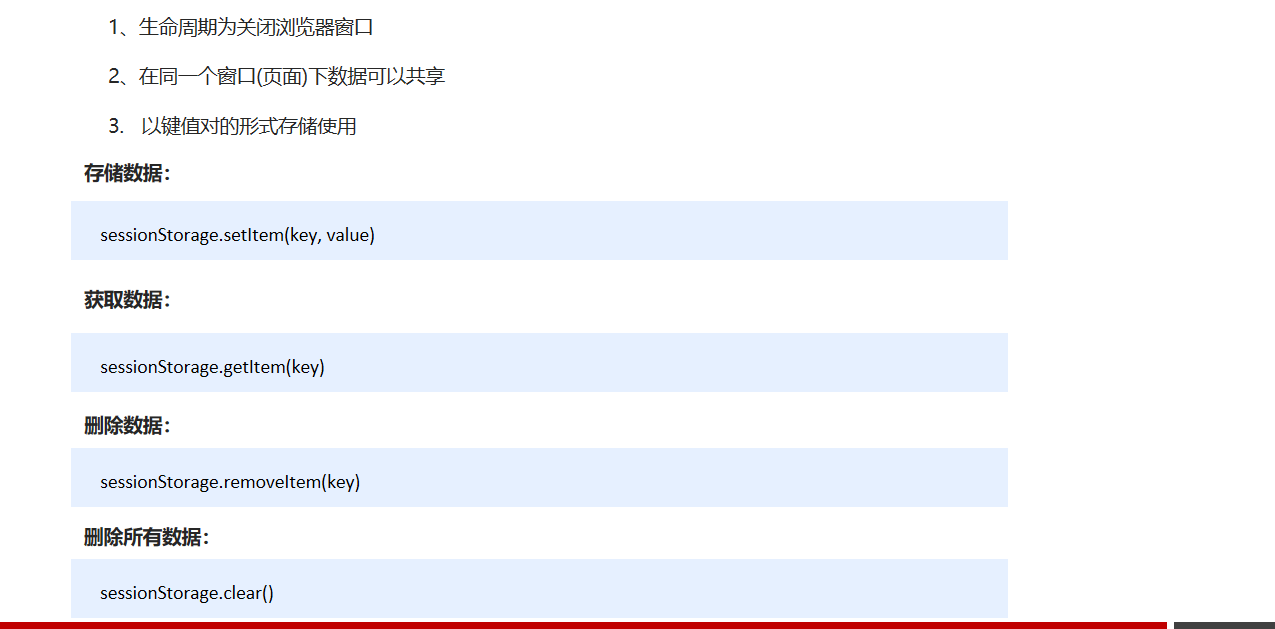 1、生命周期为关闭浏览器窗口
2、在同一个窗口(页面)下数据可以共享
3. 以键值对的形式存储使用
存储数据：
sessionStorage.setItem(key, value)
获取数据：
sessionStorage.getItem(key)
删除数据：
sessionStorage.removeItem(key)
删除所有数据：
sessionStorage.clear()